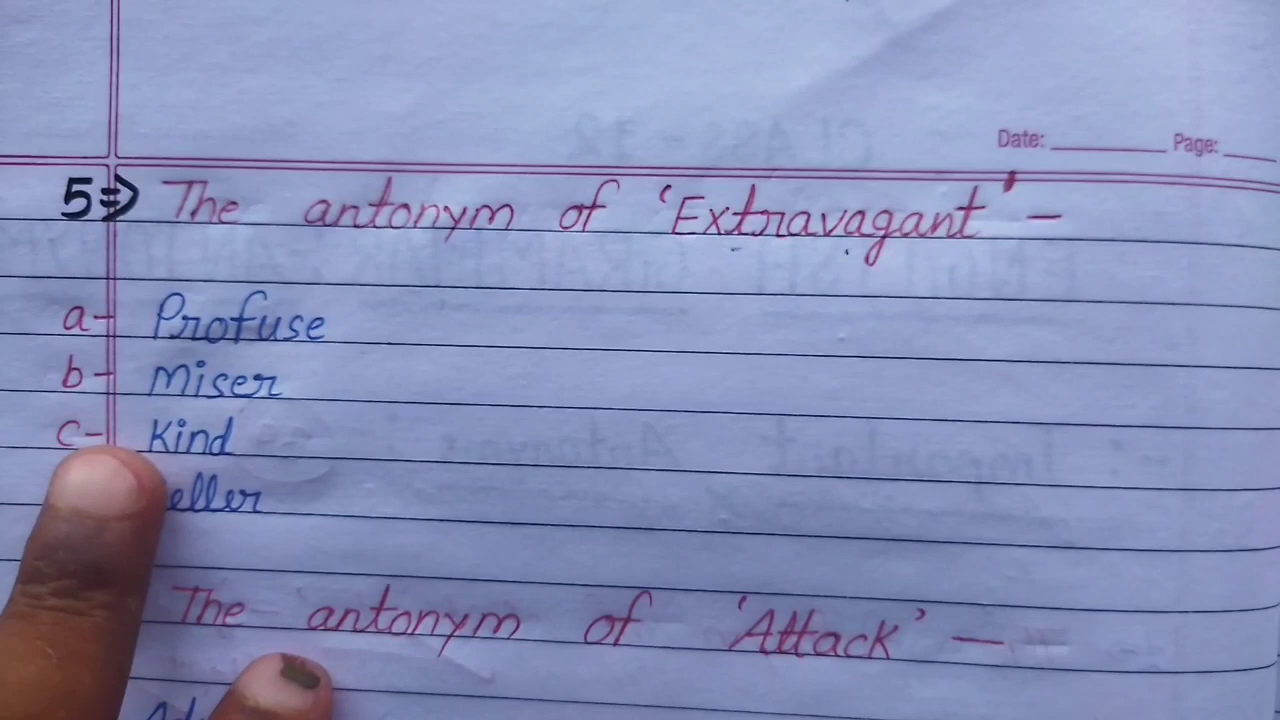 Date: Page:
5⇒ The antonym of 'Extravagant' -
a- Profuse
b- Miser
c- Kind
eller
The antonym of 'Attack' -